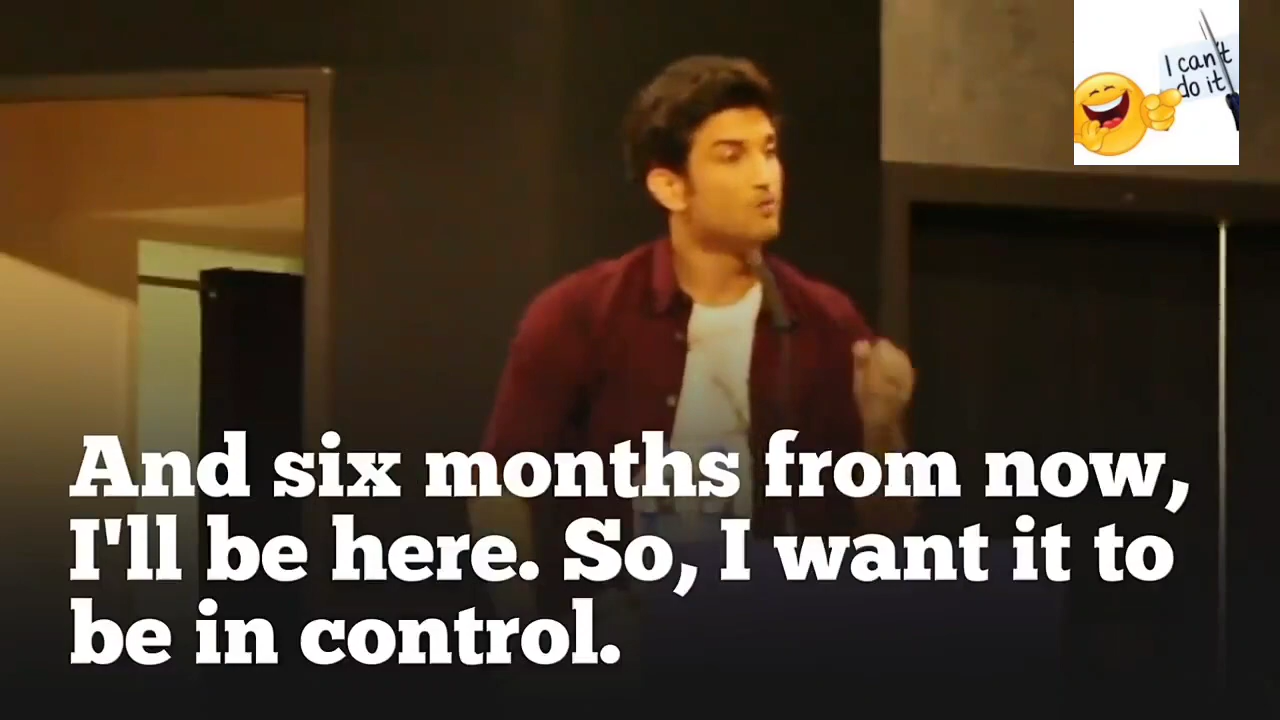 I can't
do it
And six months from now,
I'll be here. So, I want it to
be in control.